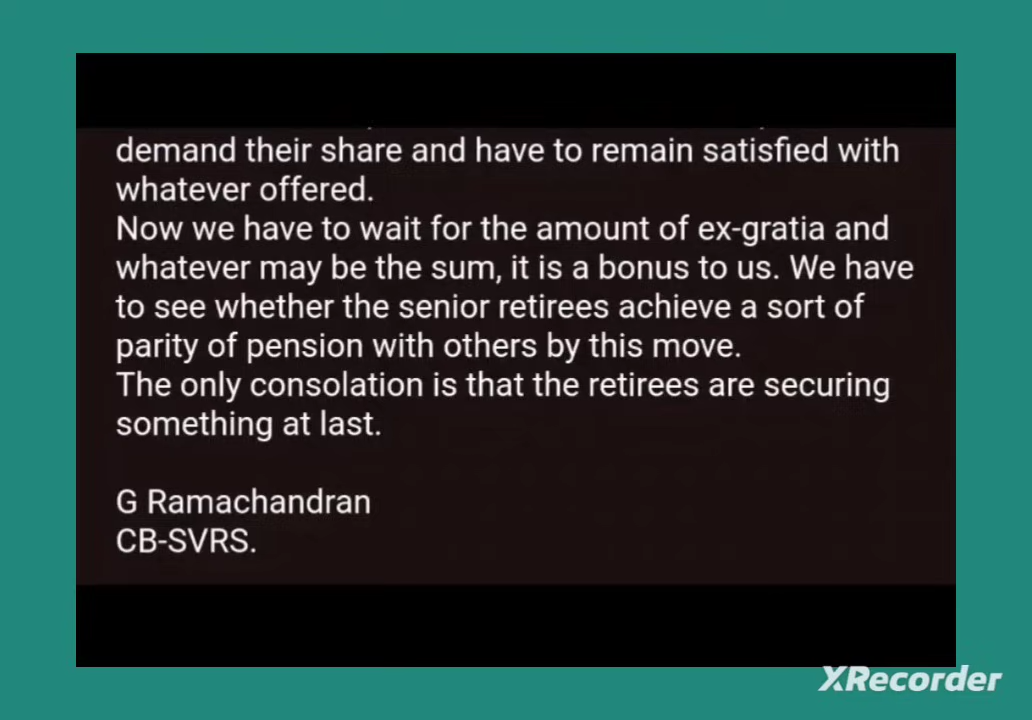 demand their share and have to remain satisfied with
whatever offered.
Now we have to wait for the amount of ex-gratia and
whatever may be the sum, it is a bonus to us. We have
to see whether the senior retirees achieve a sort of
parity of pension with others by this move.
The only consolation is that the retirees are securing
something at last.
G Ramachandran
CB-SVRS.
XRecorder